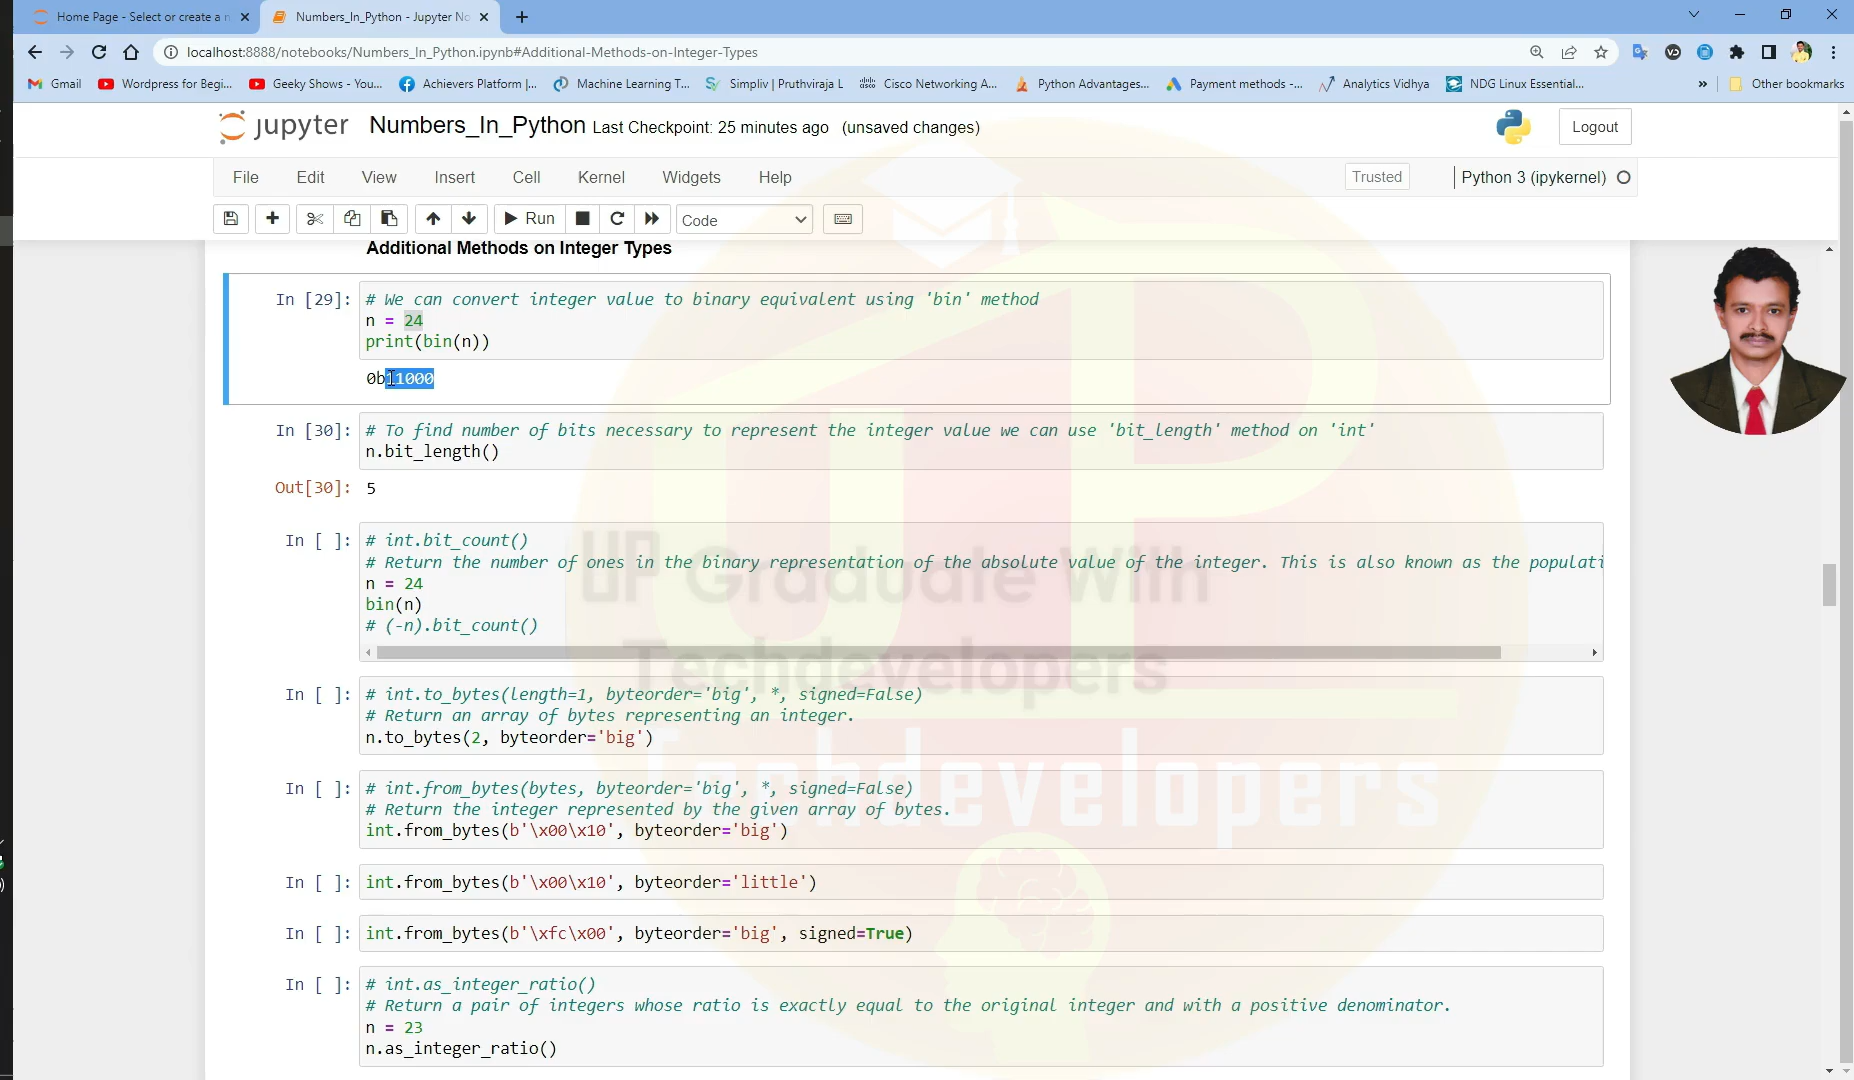 Home Page - Select or create a n
Numbers_In_Python - Jupyter No
localhost:8888/notebooks/Numbers_In_Python.ipynb#Additional-Methods-on-Integer-Types
Gmail
Wordpress for Begi...
Geeky Shows - You...
Achievers Platform |...
Machine Learning T...
Simpliv | Pruthviraja L
Cisco Networking A...
Python Advantages...
Payment methods -...
Analytics Vidhya
NDG Linux Essential...
»
Other bookmarks
jupyter Numbers_In_Python Last Checkpoint: 25 minutes ago (unsaved changes)
Logout
File Edit View Insert Cell Kernel Widgets Help
Trusted
Python 3 (ipykernel)
Run
Code
Additional Methods on Integer Types
In [29]: # We can convert integer value to binary equivalent using 'bin' method
n = 24
print(bin(n))
0b11000
In [30]: # To find number of bits necessary to represent the integer value we can use 'bit_length' method on 'int'
n.bit_length()
Out[30]: 5
In [ ]: # int.bit_count()
# Return the number of ones in the binary representation of the absolute value of the integer. This is also known as the populati
n = 24
bin(n)
# (-n).bit_count()
UP Graduate With
Techdevelopers
In [ ]: # int.to_bytes(length=1, byteorder='big', *, signed=False)
# Return an array of bytes representing an integer.
n.to_bytes(2, byteorder='big')
Techdevelopers
In [ ]: # int.from_bytes(bytes, byteorder='big', *, signed=False)
# Return the integer represented by the given array of bytes.
int.from_bytes(b'\x00\x10', byteorder='big')
In [ ]: int.from_bytes(b'\x00\x10', byteorder='little')
In [ ]: int.from_bytes(b'\xfc\x00', byteorder='big', signed=True)
In [ ]: # int.as_integer_ratio()
# Return a pair of integers whose ratio is exactly equal to the original integer and with a positive denominator.
n = 23
n.as_integer_ratio()